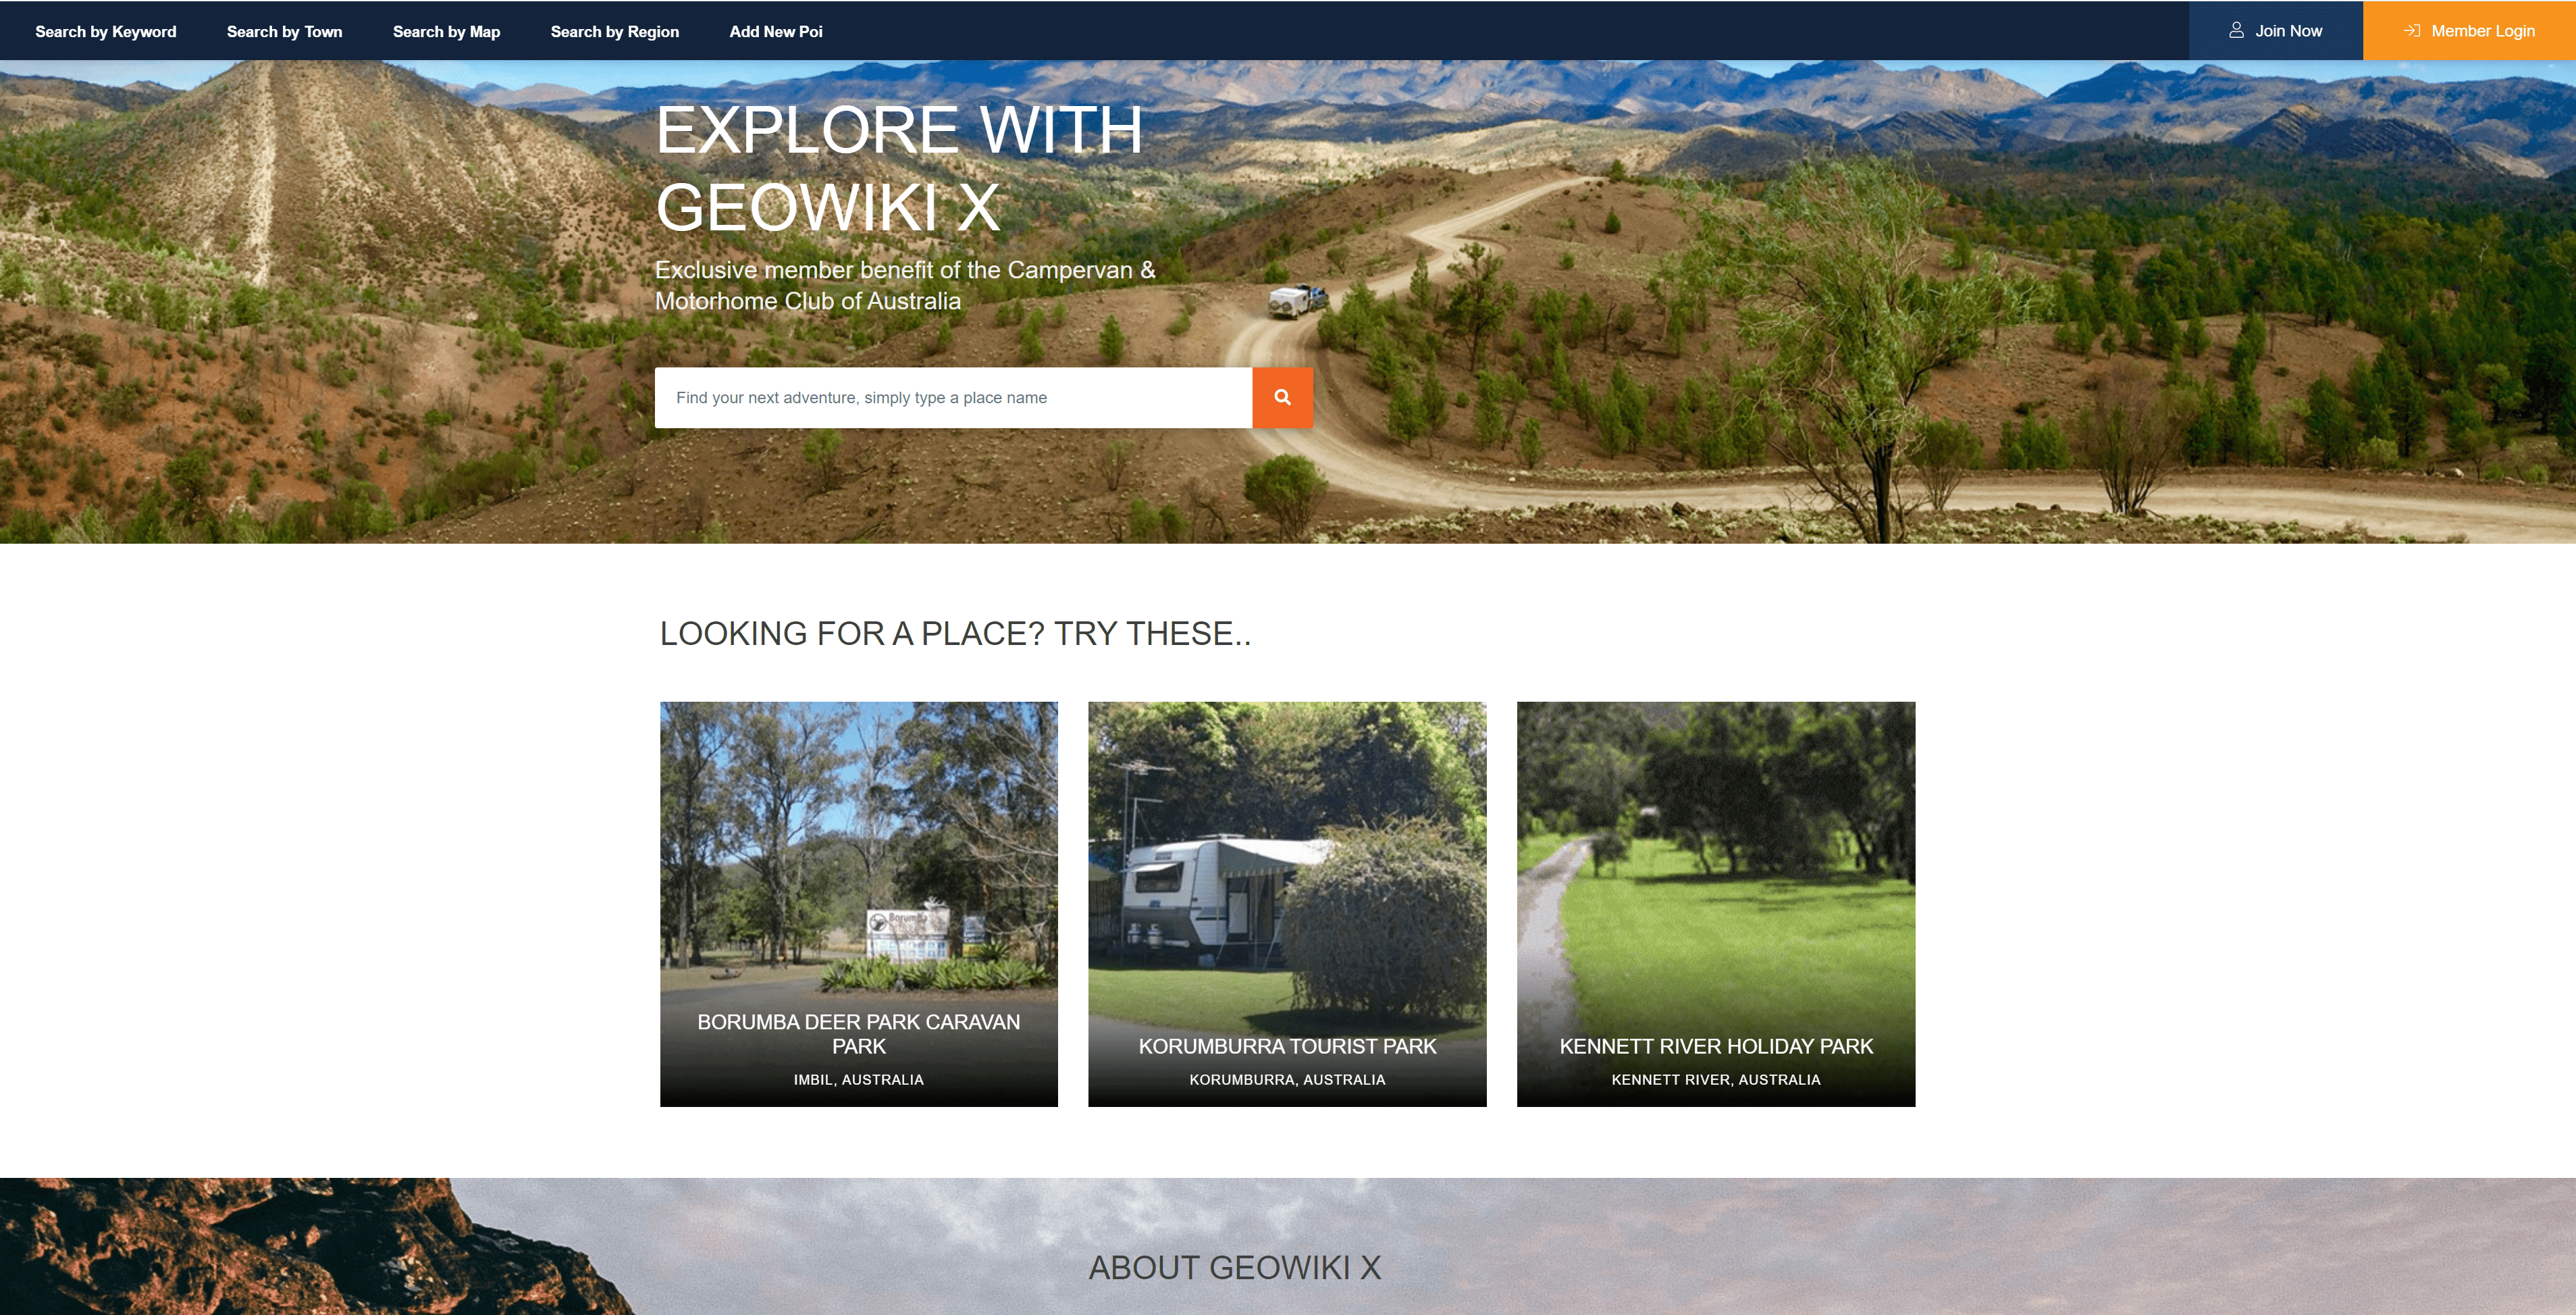 Search by Keyword
Search by Town
Search by Map
Search by Region
Add New Poi
Join Now
Member Login
EXPLORE WITH
GEOWIKI X
Exclusive member benefit of the Campervan &
Motorhome Club of Australia
Find your next adventure, simply type a place name
LOOKING FOR A PLACE? TRY THESE..
Borumba
BORUMBA DEER PARK CARAVAN
PARK
IMBIL, AUSTRALIA
KORUMBURRA TOURIST PARK
KORUMBURRA, AUSTRALIA
KENNETT RIVER HOLIDAY PARK
KENNETT RIVER, AUSTRALIA
ABOUT GEOWIKI X